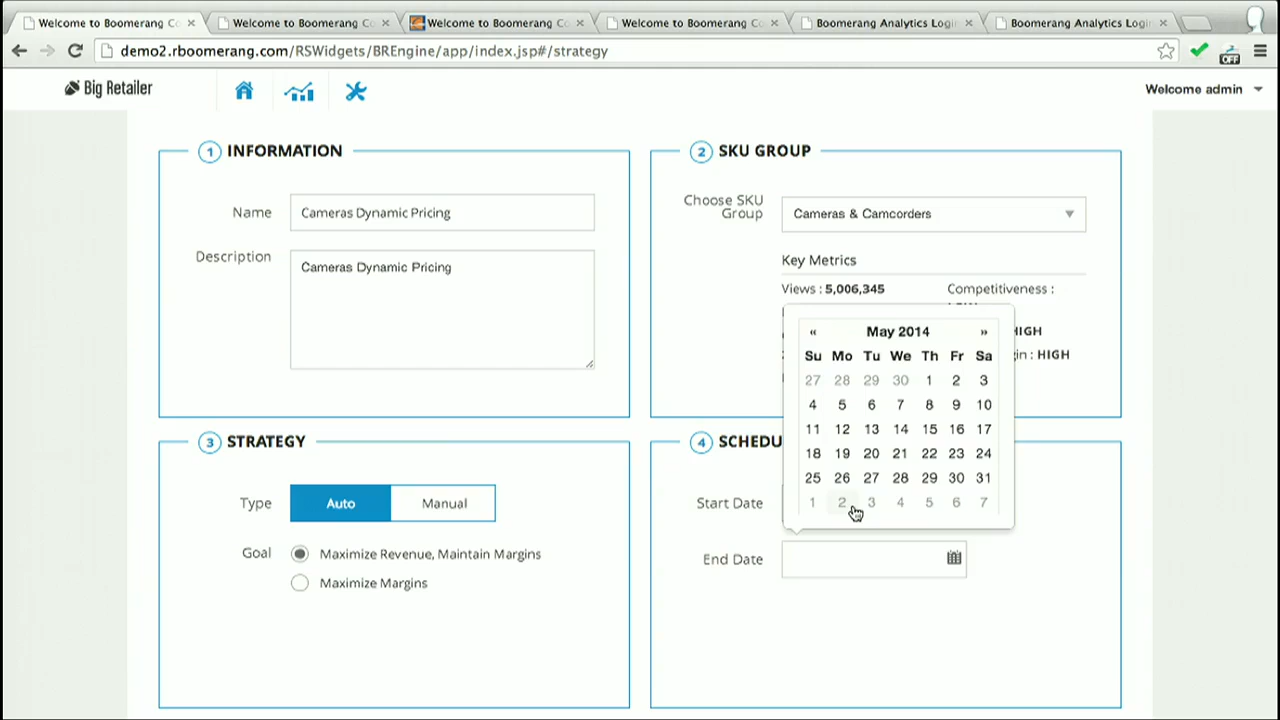 Welcome to Boomerang Co
Welcome to Boomerang Co
Welcome to Boomerang Co
Welcome to Boomerang Co
Boomerang Analytics Login
Boomerang Analytics Login
demo2.rboomerang.com/RSWidgets/BREngine/app/index.jsp#/strategy
OFF
Big Retailer
Welcome admin
1 INFORMATION
Name
Cameras Dynamic Pricing
Description
Cameras Dynamic Pricing
2 SKU GROUP
Choose SKU
Group
Cameras & Camcorders
Key Metrics
Views : 5,006,345
Competitiveness :
HIGH
gin : HIGH
« May 2014 »
Su Mo Tu We Th Fr Sa
27 28 29 30 1 2 3
4 5 6 7 8 9 10
11 12 13 14 15 16 17
18 19 20 21 22 23 24
25 26 27 28 29 30 31
1 2 3 4 5 6 7
3 STRATEGY
Type
Auto
Manual
Goal
Maximize Revenue, Maintain Margins
Maximize Margins
4 SCHEDU
Start Date
End Date